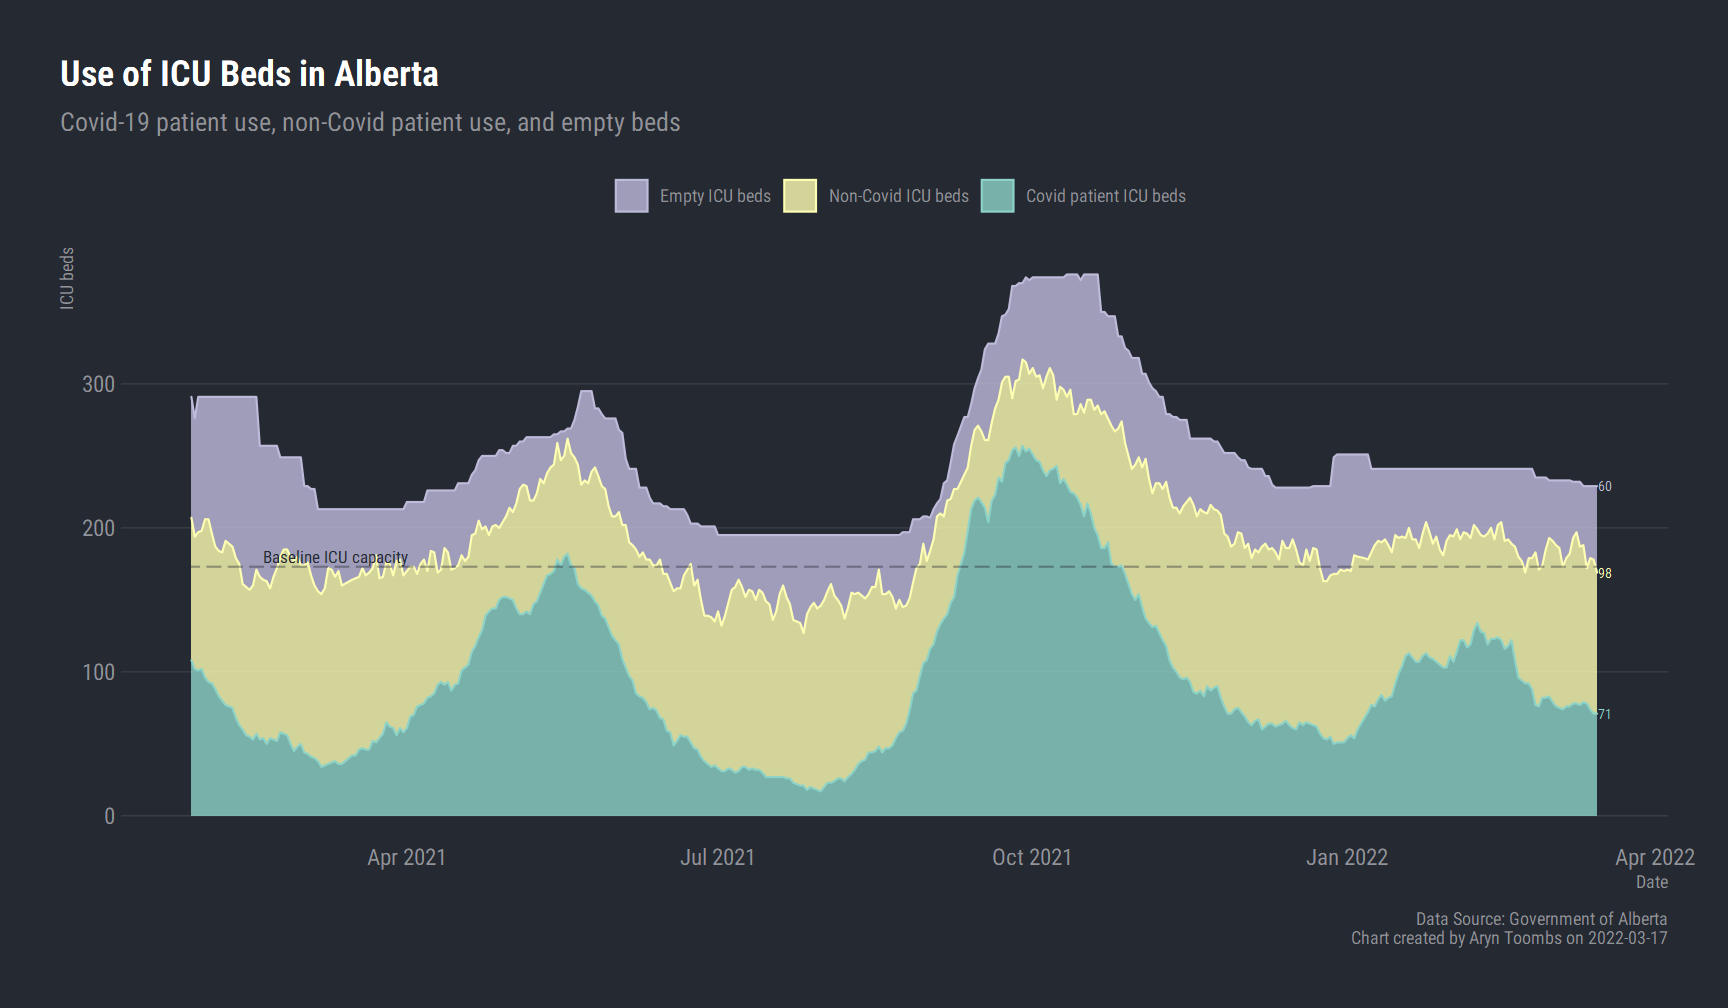 Use of ICU Beds in Alberta
Covid-19 patient use, non-Covid patient use, and empty beds
Empty ICU beds
Non-Covid ICU beds
Covid patient ICU beds
ICU beds
300
200
100
0
Baseline ICU capacity
60
98
71
Apr 2021
Jul 2021
Oct 2021
Jan 2022
Apr 2022
Date
Data Source: Government of Alberta
Chart created by Aryn Toombs on 2022-03-17